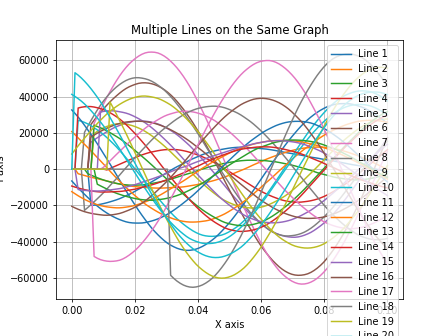 Multiple Lines on the Same Graph
60000
40000
20000
0
−20000
−40000
−60000
0.00
0.02
0.04
0.06
X axis
Line 1
Line 2
Line 3
Line 4
Line 5
Line 6
Line 7
Line 8
Line 9
Line 10
Line 11
Line 12
Line 13
Line 14
Line 15
Line 16
Line 17
Line 18
Line 19
Line 20